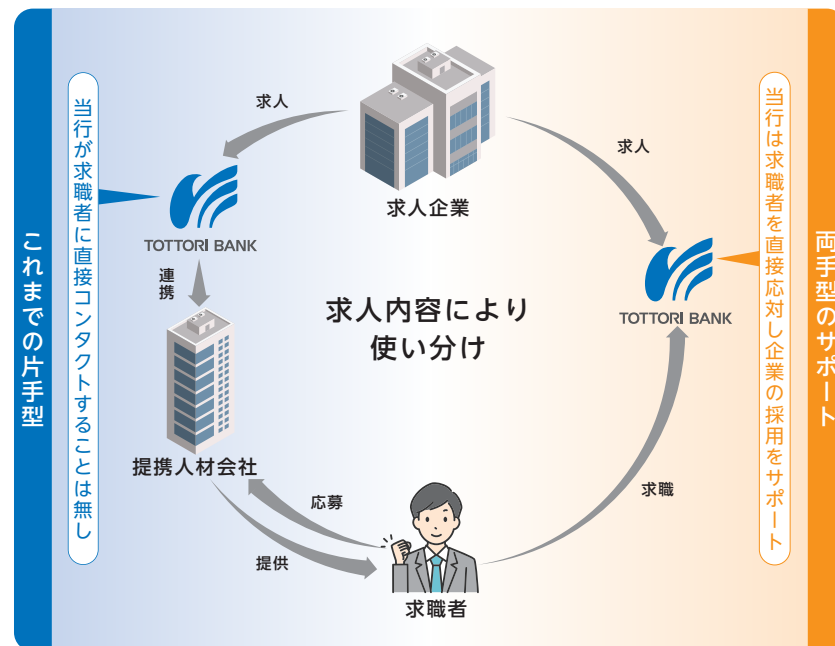 これまでの片手型
当行が求職者に直接コンタクトすることは無し
求人
TOTTORI BANK
連携
提携人材会社
求人企業
求人内容により
使い分け
応募
提供
求職者
求人
TOTTORI BANK
求職
当行は求職者を直接応対し企業の採用をサポート
両手型のサポート